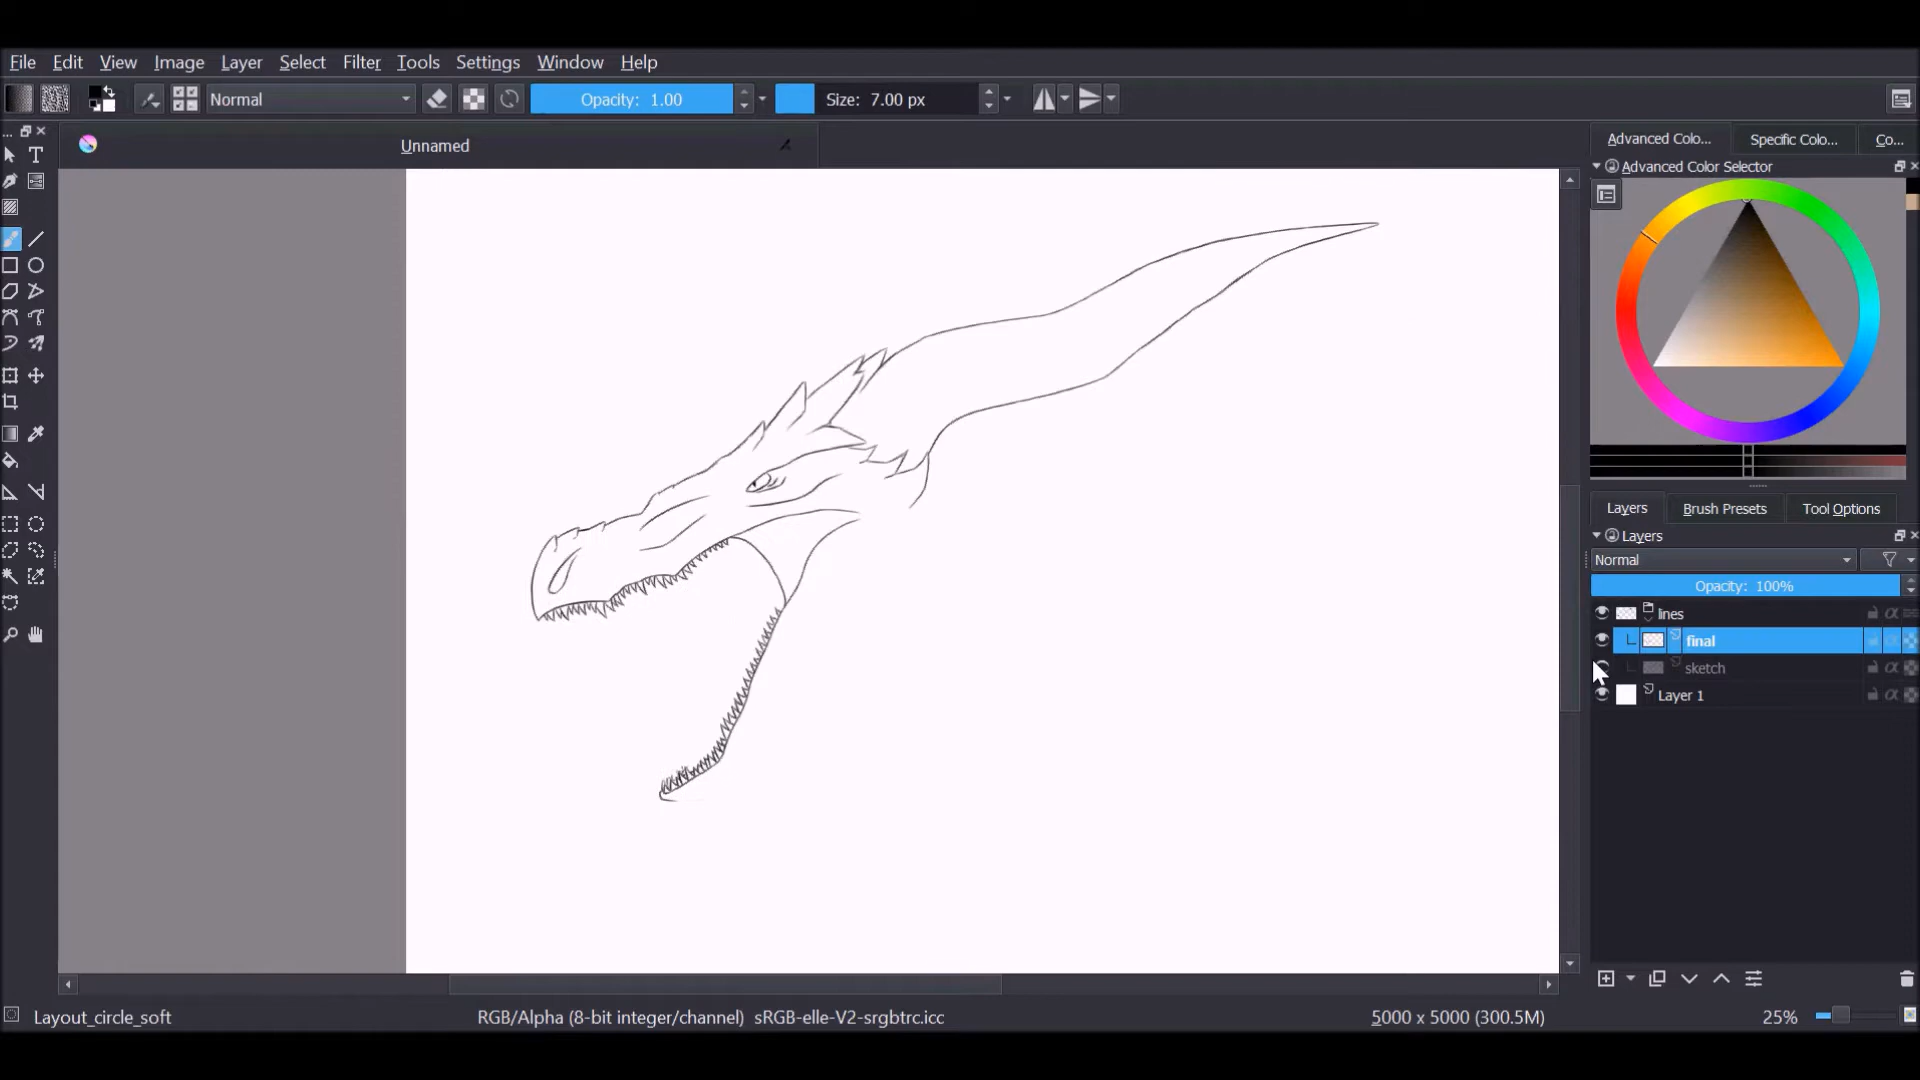 File Edit View Image Layer Select Filter Tools Settings Window Help
Normal Opacity: 1.00 Size: 7.00 px
Unnamed
Advanced Colo... Specific Colo... Co...
Advanced Color Selector
Layers Brush Presets Tool Options
Layers
Normal
Opacity: 100%
lines
final
sketch
Layer 1
Layout_circle_soft RGB/Alpha (8-bit integer/channel) sRGB-elle-V2-srgbtrc.icc 5000 x 5000 (300.5M) 25%